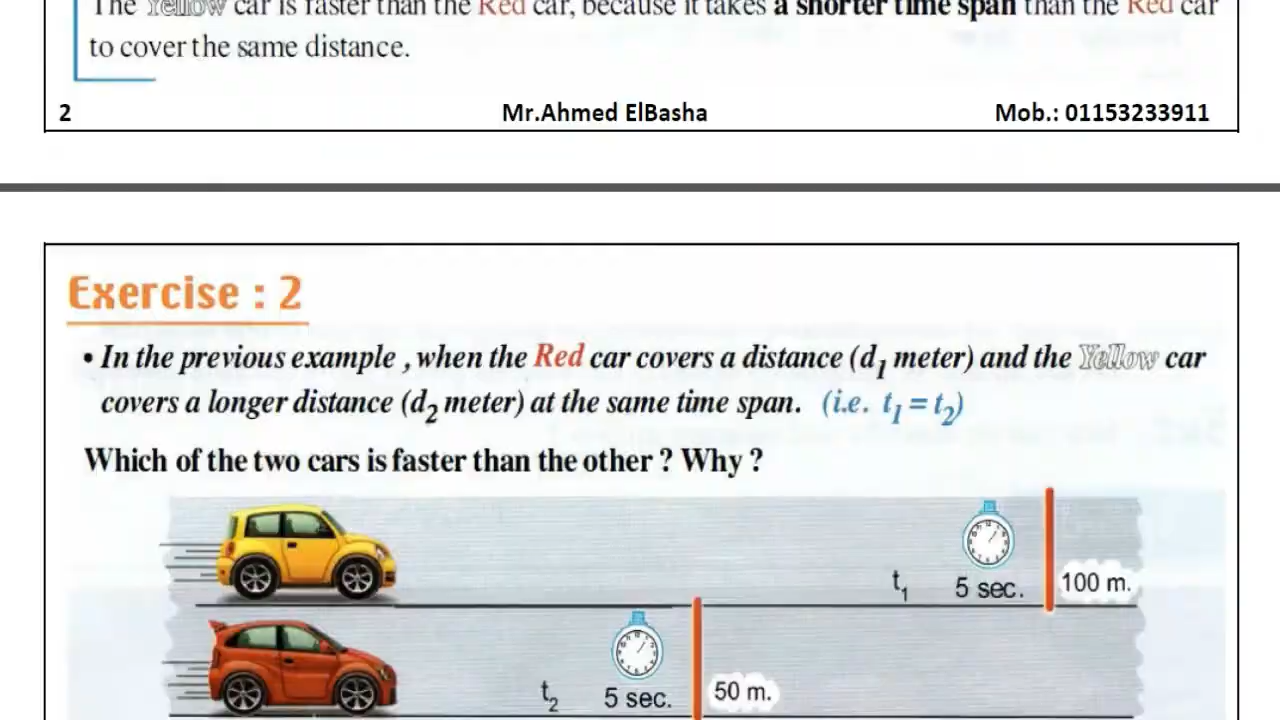 The Yellow car is faster than the Red car, because it takes a shorter time span than the Red car
to cover the same distance.
2 Mr.Ahmed ElBasha Mob.: 01153233911
Exercise : 2
• In the previous example , when the Red car covers a distance (d₁ meter) and the Yellow car
covers a longer distance (d₂ meter) at the same time span. (i.e. t₁ = t₂)
Which of the two cars is faster than the other ? Why ?
t₁ 5 sec. 100 m.
t₂ 5 sec. 50 m.